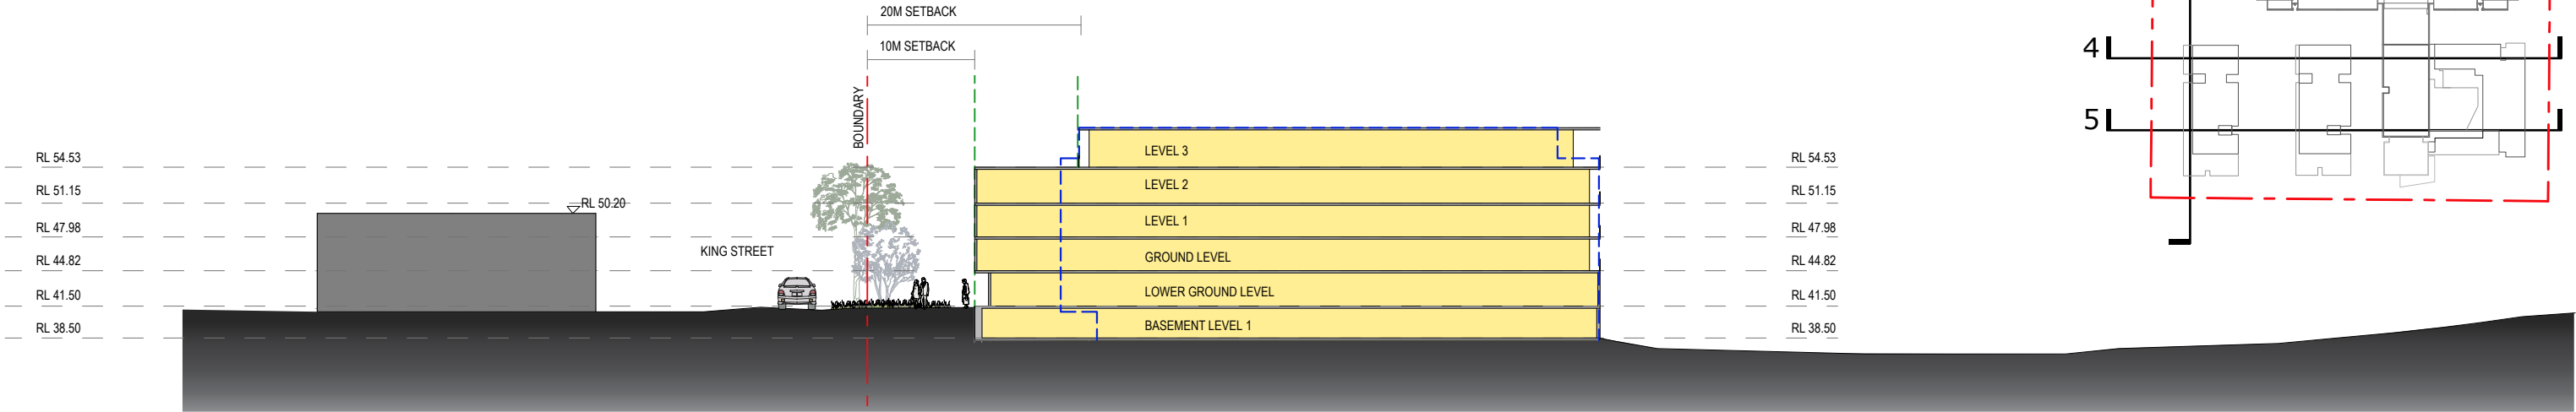 20M SETBACK
10M SETBACK
BOUNDARY
4
5
RL 54.53
RL 51.15
RL 47.98
RL 44.82
RL 41.50
RL 38.50
RL 50.20
KING STREET
LEVEL 3
LEVEL 2
LEVEL 1
GROUND LEVEL
LOWER GROUND LEVEL
BASEMENT LEVEL 1
RL 54.53
RL 51.15
RL 47.98
RL 44.82
RL 41.50
RL 38.50